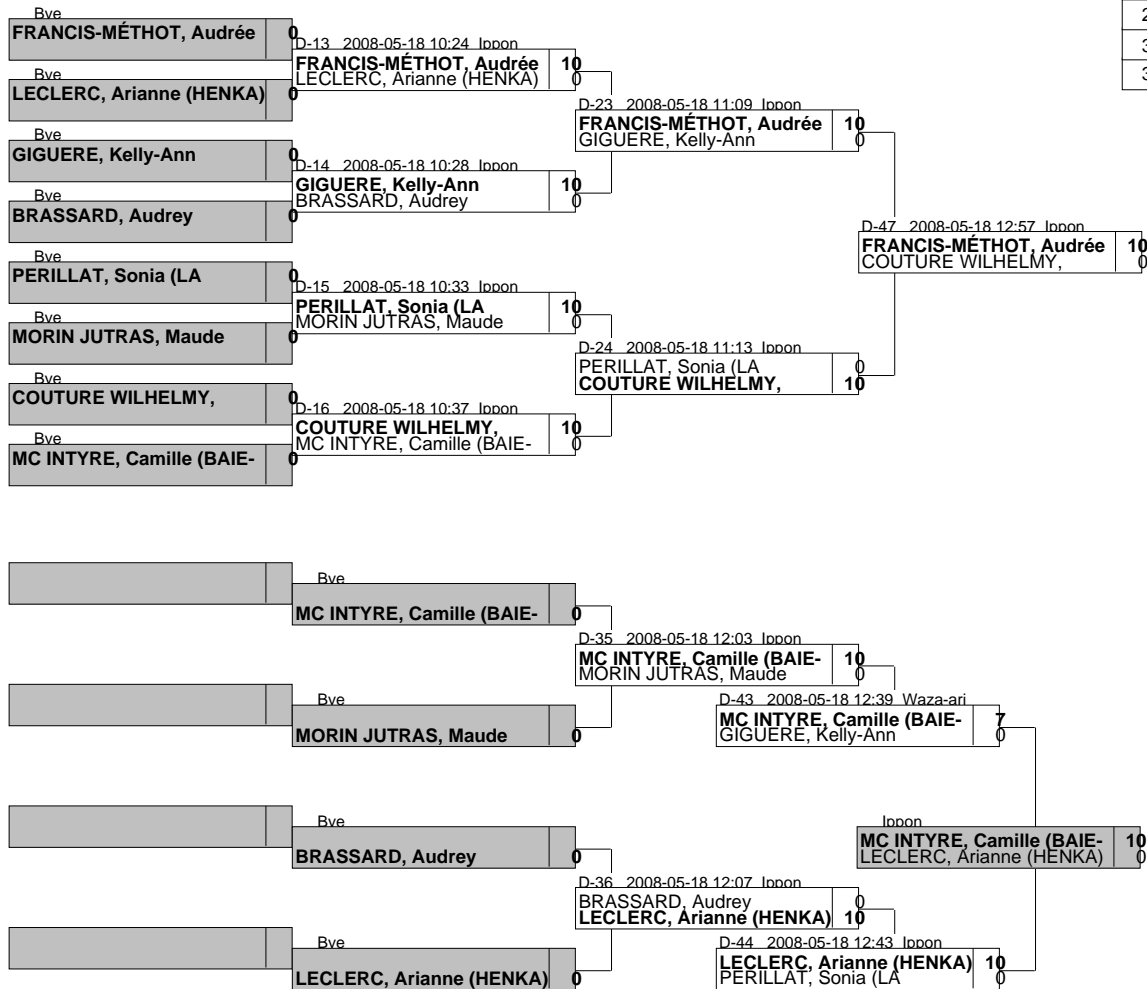 Bye
FRANCIS-MÉTHOT, Audrée 0
Bye
LECLERC, Arianne (HENKA) 0
Bye
GIGUERE, Kelly-Ann 0
Bye
BRASSARD, Audrey 0
Bye
PERILLAT, Sonia (LA 0
Bye
MORIN JUTRAS, Maude 0
Bye
COUTURE WILHELMY, 0
Bye
MC INTYRE, Camille (BAIE- 0
D-13 2008-05-18 10:24 Ippon
FRANCIS-MÉTHOT, Audrée 10
LECLERC, Arianne (HENKA) 0
D-14 2008-05-18 10:28 Ippon
GIGUERE, Kelly-Ann 10
BRASSARD, Audrey 0
D-15 2008-05-18 10:33 Ippon
PERILLAT, Sonia (LA 10
MORIN JUTRAS, Maude 0
D-16 2008-05-18 10:37 Ippon
COUTURE WILHELMY, 10
MC INTYRE, Camille (BAIE- 0
D-23 2008-05-18 11:09 Ippon
FRANCIS-MÉTHOT, Audrée 10
GIGUERE, Kelly-Ann 0
D-24 2008-05-18 11:13 Ippon
PERILLAT, Sonia (LA 0
COUTURE WILHELMY, 10
D-47 2008-05-18 12:57 Ippon
FRANCIS-MÉTHOT, Audrée 10
COUTURE WILHELMY, 0
2
3
3
Bye
MC INTYRE, Camille (BAIE- 0
Bye
MORIN JUTRAS, Maude 0
Bye
BRASSARD, Audrey 0
Bye
LECLERC, Arianne (HENKA) 0
D-35 2008-05-18 12:03 Ippon
MC INTYRE, Camille (BAIE- 10
MORIN JUTRAS, Maude 0
D-36 2008-05-18 12:07 Ippon
BRASSARD, Audrey 0
LECLERC, Arianne (HENKA) 10
D-43 2008-05-18 12:39 Waza-ari
MC INTYRE, Camille (BAIE- 7
GIGUERE, Kelly-Ann 0
D-44 2008-05-18 12:43 Ippon
LECLERC, Arianne (HENKA) 10
PERILLAT, Sonia (LA 0
Ippon
MC INTYRE, Camille (BAIE- 10
LECLERC, Arianne (HENKA) 0